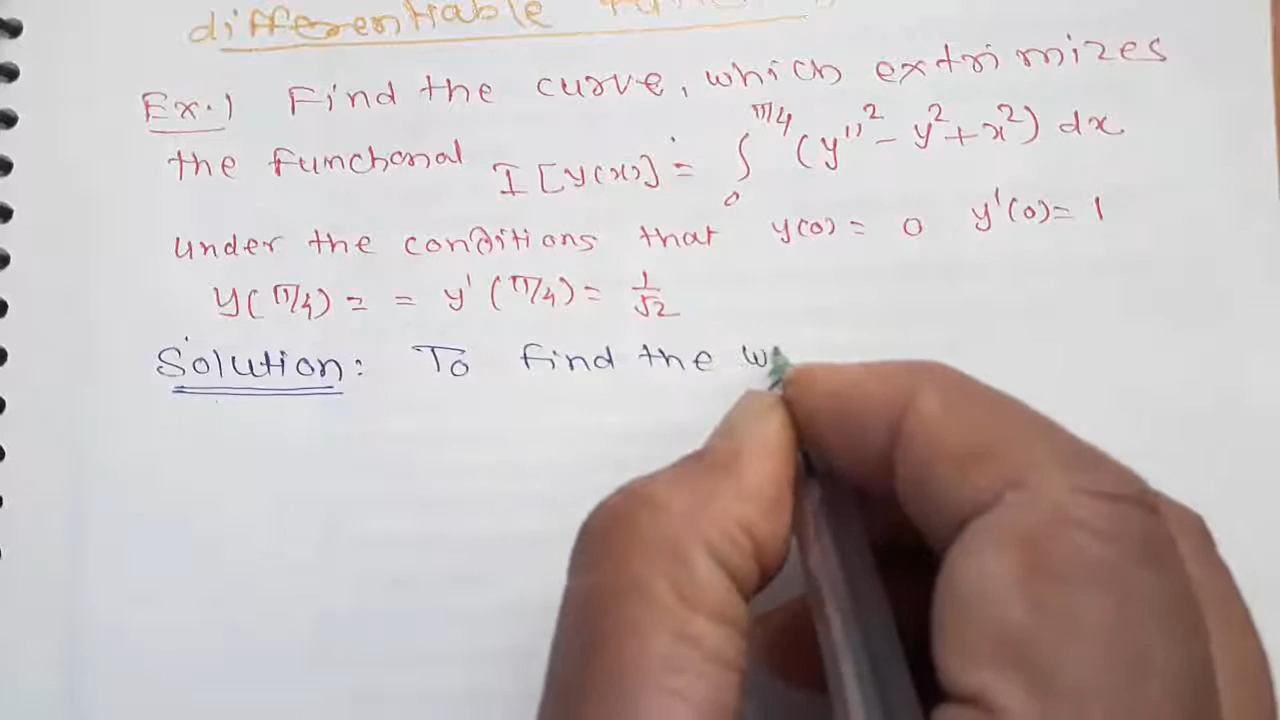 differentiable
Ex.1 Find the curve, which extrimizes
the functional I[y(x)] = ∫₀^(π/4) (y''² - y² + x²) dx
under the conditions that y(0) = 0 y'(0) = 1
y(π/4) = = y'(π/4) = 1/√2
Solution: To find the